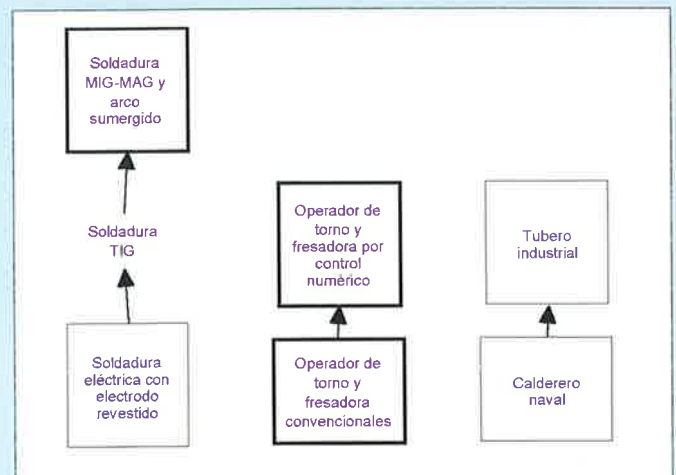 Soldadura
MIG-MAG y
arco
sumergido
Soldadura
TIG
Soldadura
eléctrica con
electrodo
revestido
Operador de
torno y
fresadora por
control
numérico
Operador de
torno y
fresadora
convencionales
Tubero
industrial
Calderero
naval